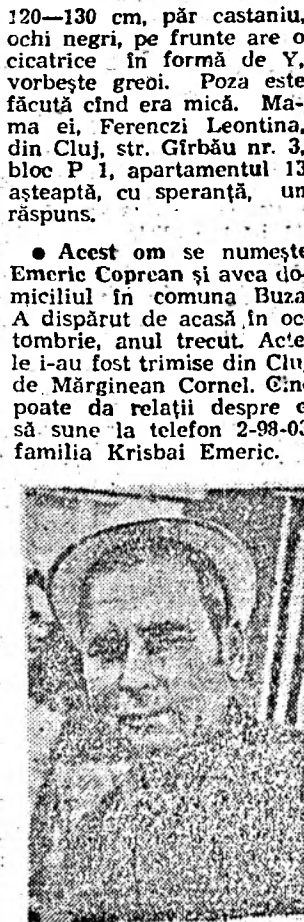 120—130 cm, păr castaniu,
ochi negri, pe frunte are o
cicatrice în formă de Y,
vorbește greoi. Poza este
făcută cînd era mică. Ma-
ma ei, Ferenczi Leontina,
din Cluj, str. Gîrbău nr. 3,
bloc P 1, apartamentul 13
așteaptă, cu speranță, un
răspuns.
● Acest om se numește
Emeric Coprean și avea do-
miciliul în comuna Buza
A dispărut de acasă în oc-
tombrie, anul trecut. Acte
le i-au fost trimise din Clu
de Mărginean Cornel. Cin
poate da relații despre e
să sune la telefon 2-98-03
familia Krisbai Emeric.